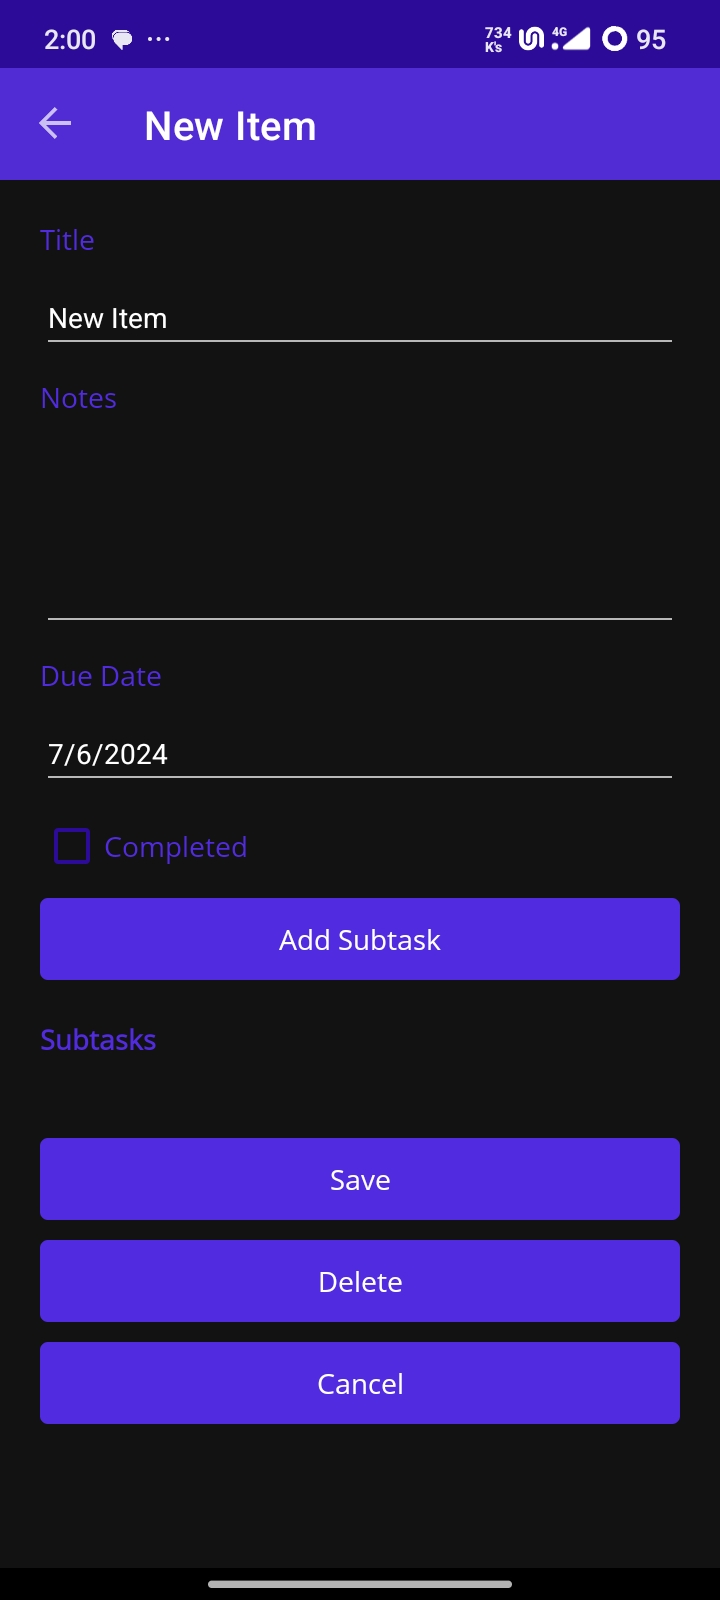 2:00 ... 734 K's 4G 95
New Item
Title
New Item
Notes
Due Date
7/6/2024
Completed
Add Subtask
Subtasks
Save
Delete
Cancel